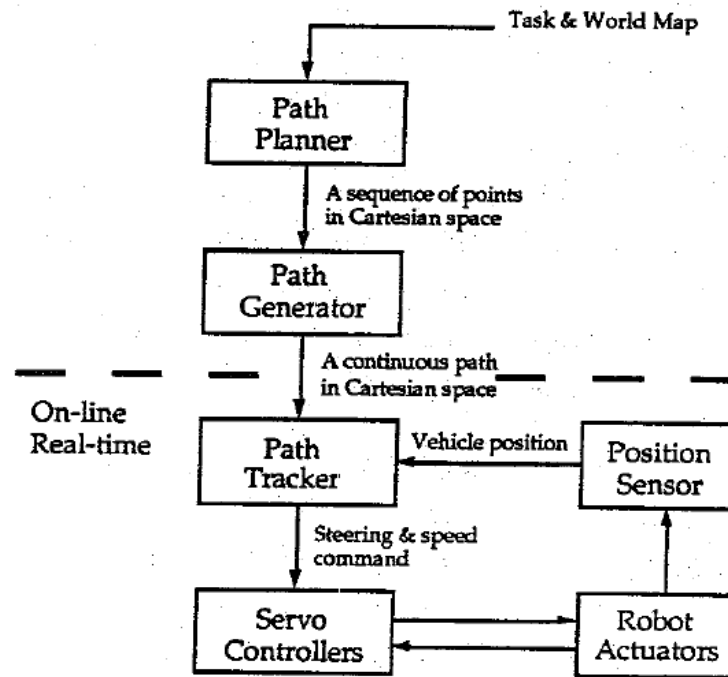 Task & World Map
Path
Planner
A sequence of points
in Cartesian space
Path
Generator
A continuous path
in Cartesian space
On-line
Real-time
Path
Tracker
Vehicle position
Position
Sensor
Steering & speed
command
Servo
Controllers
Robot
Actuators